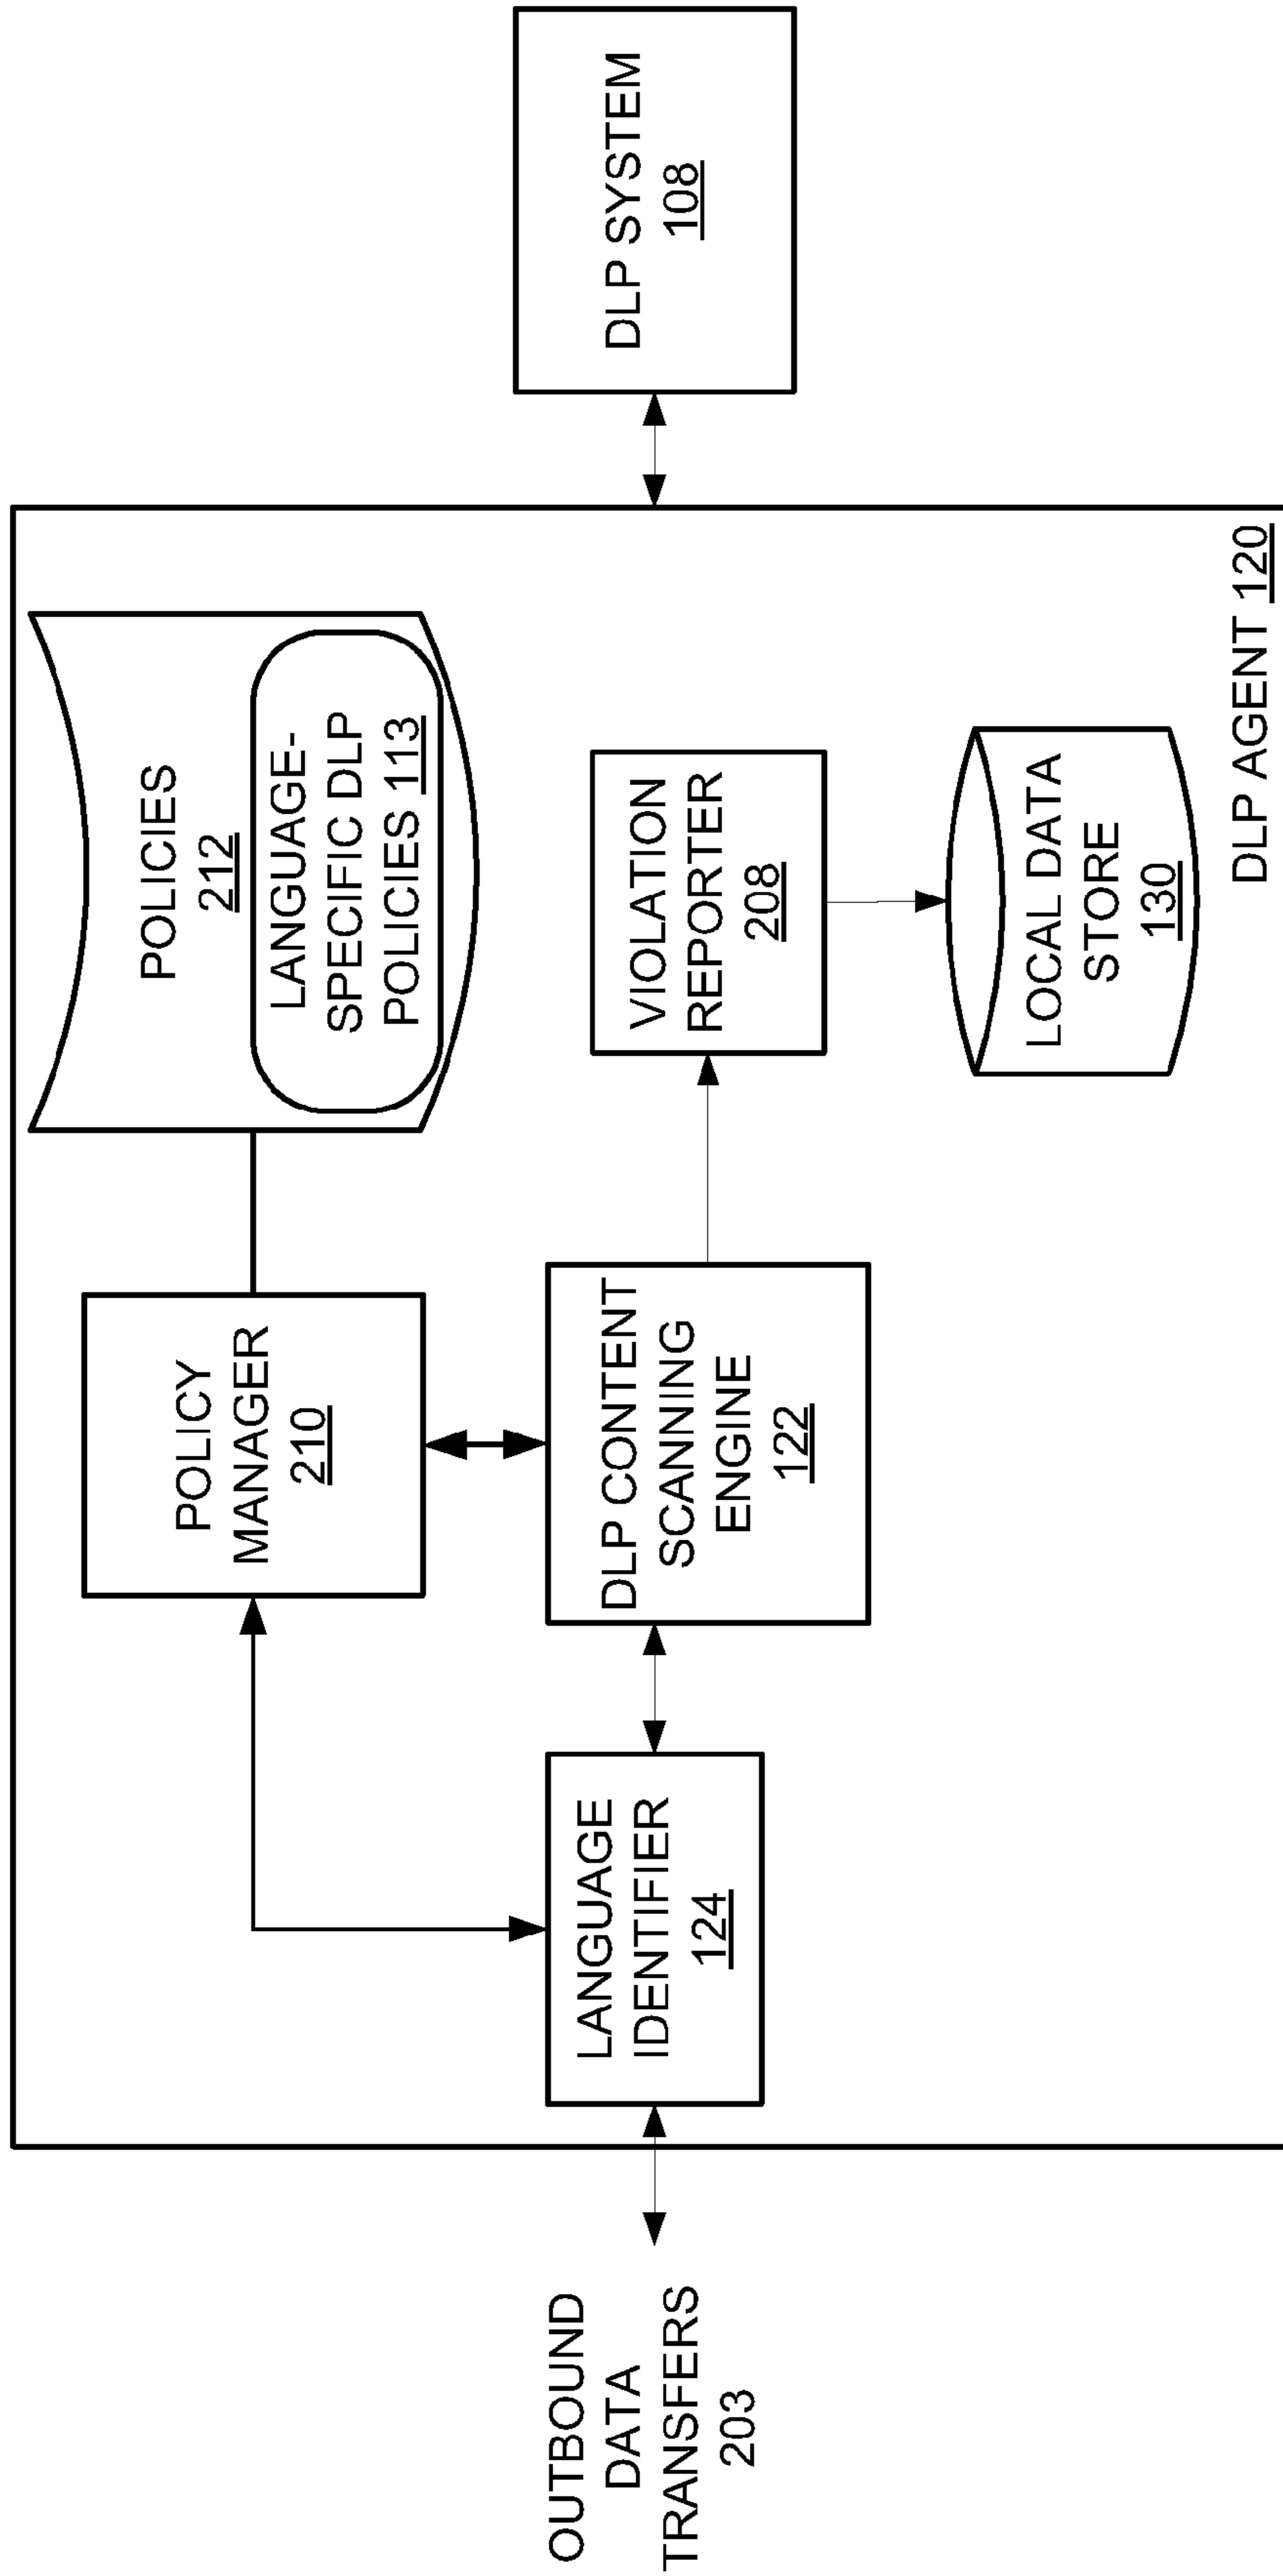 OUTBOUND
DATA
TRANSFERS
203
LANGUAGE
IDENTIFIER
124
POLICY
MANAGER
210
DLP CONTENT
SCANNING
ENGINE
122
POLICIES
212
LANGUAGE-
SPECIFIC DLP
POLICIES 113
VIOLATION
REPORTER
208
LOCAL DATA
STORE
130
DLP AGENT 120
DLP SYSTEM
108